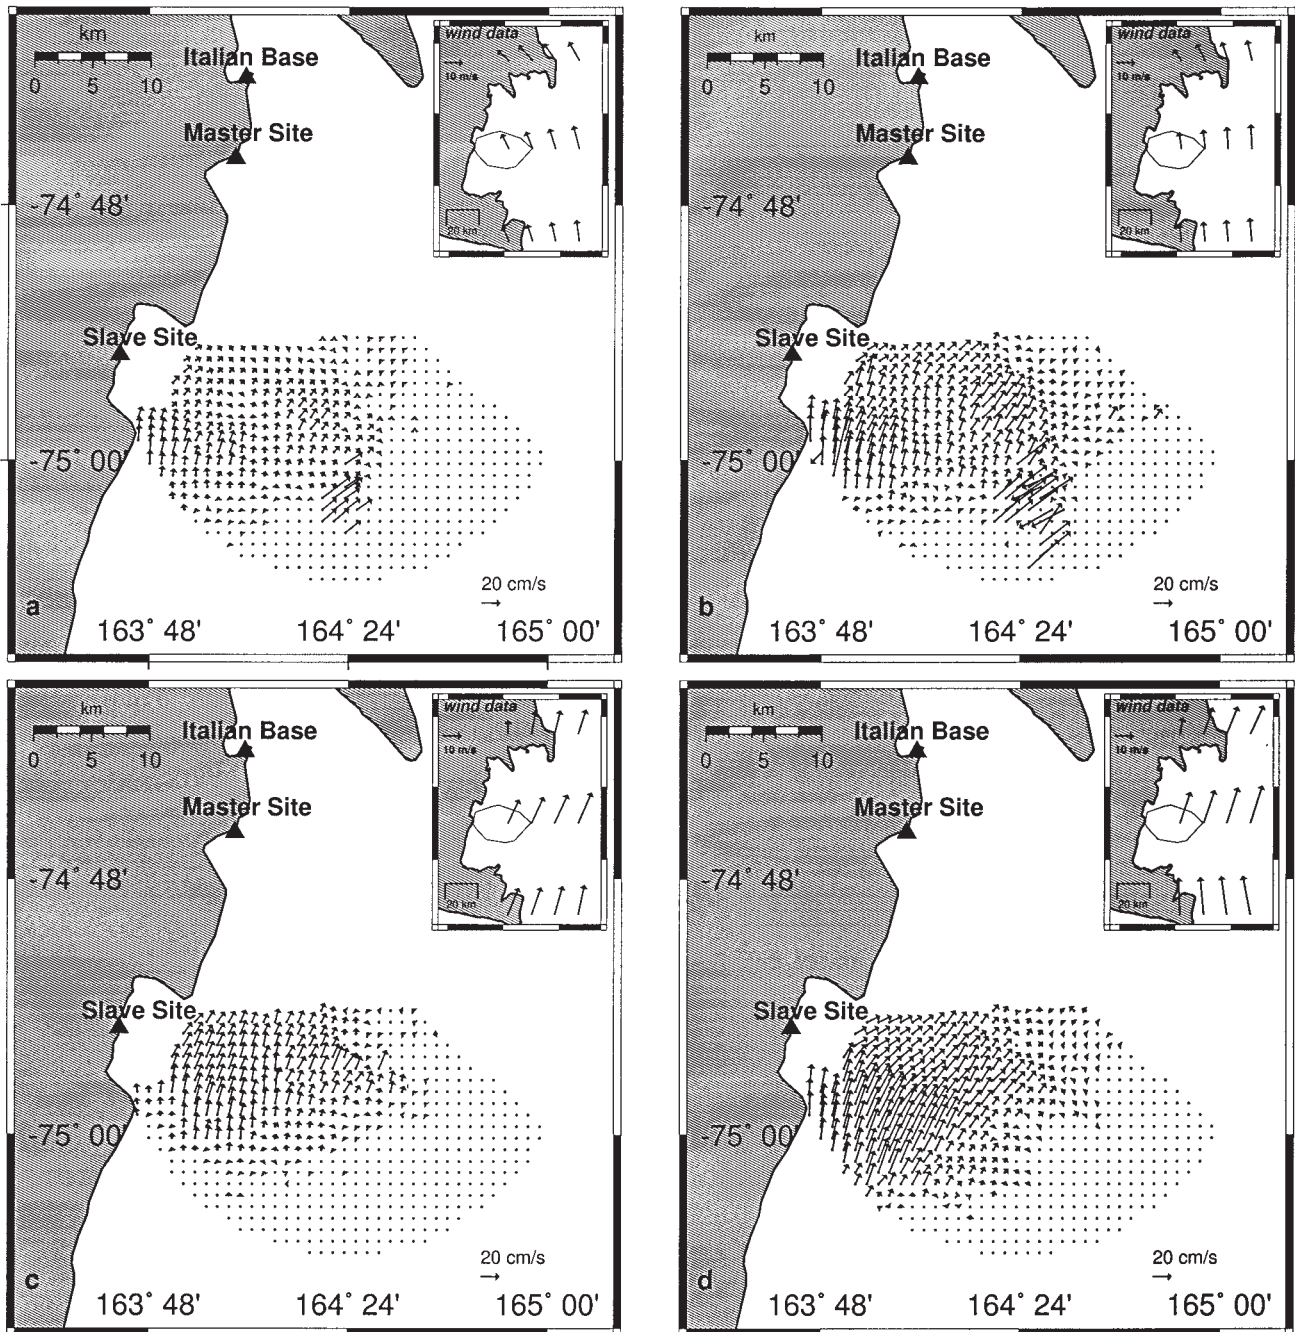 km
0 5 10
Italian Base
Master Site
-74° 48'
Slave Site
-75° 00'
20 cm/s
a
163° 48' 164° 24' 165° 00'
wind data
10 m/s
20 km
km
0 5 10
Italian Base
Master Site
-74° 48'
Slave Site
-75° 00'
20 cm/s
b
163° 48' 164° 24' 165° 00'
wind data
10 m/s
20 km
km
0 5 10
Italian Base
Master Site
-74° 48'
Slave Site
-75° 00'
20 cm/s
c
163° 48' 164° 24' 165° 00'
wind data
10 m/s
20 km
km
0 5 10
Italian Base
Master Site
-74° 48'
Slave Site
-75° 00'
20 cm/s
d
163° 48' 164° 24' 165° 00'
wind data
10 m/s
20 km